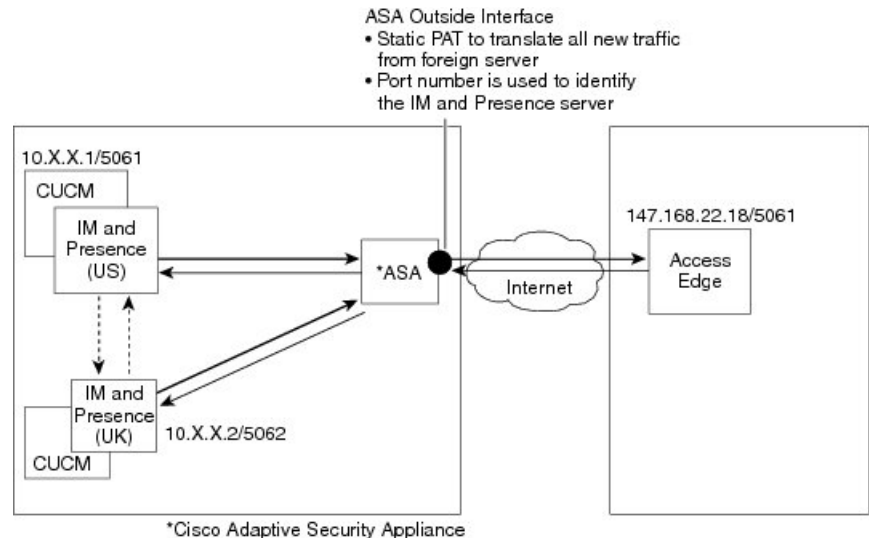 ASA Outside Interface
• Static PAT to translate all new traffic
from foreign server
• Port number is used to identify
the IM and Presence server
10.X.X.1/5061
CUCM
IM and
Presence
(US)
*ASA
Internet
147.168.22.18/5061
Access
Edge
IM and
Presence
(UK)
10.X.X.2/5062
CUCM
*Cisco Adaptive Security Appliance